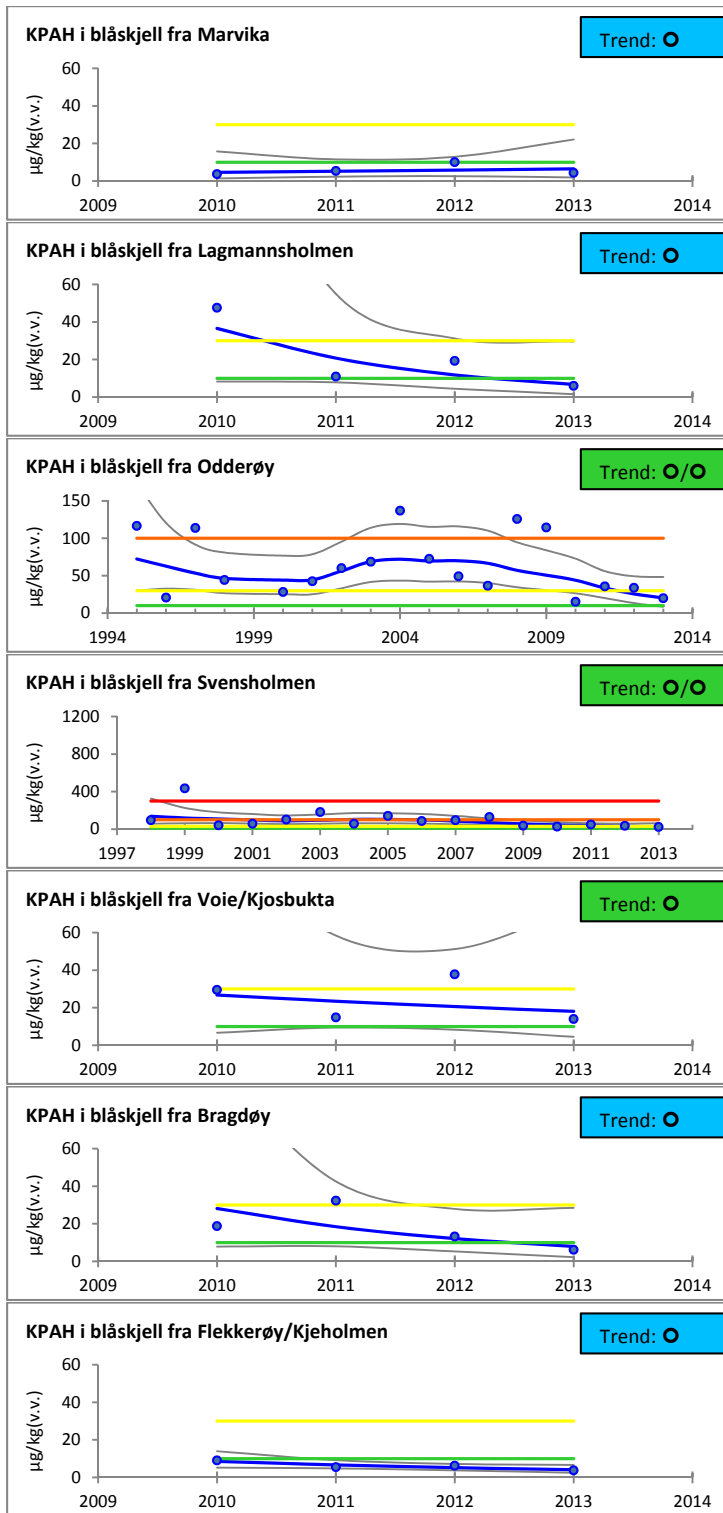 KPAH i blåskjell fra Marvika
Trend: O
µg/kg(v.v.)
60
40
20
0
2009 2010 2011 2012 2013 2014
KPAH i blåskjell fra Lagmannsholmen
Trend: O
µg/kg(v.v.)
60
40
20
0
2009 2010 2011 2012 2013 2014
KPAH i blåskjell fra Odderøy
Trend: O/O
µg/kg(v.v.)
150
100
50
0
1994 1999 2004 2009 2014
KPAH i blåskjell fra Svensholmen
Trend: O/O
µg/kg(v.v.)
1200
800
400
0
1997 1999 2001 2003 2005 2007 2009 2011 2013
KPAH i blåskjell fra Voie/Kjosbukta
Trend: O
µg/kg(v.v.)
60
40
20
0
2009 2010 2011 2012 2013 2014
KPAH i blåskjell fra Bragdøy
Trend: O
µg/kg(v.v.)
60
40
20
0
2009 2010 2011 2012 2013 2014
KPAH i blåskjell fra Flekkerøy/Kjeholmen
Trend: O
µg/kg(v.v.)
60
40
20
0
2009 2010 2011 2012 2013 2014